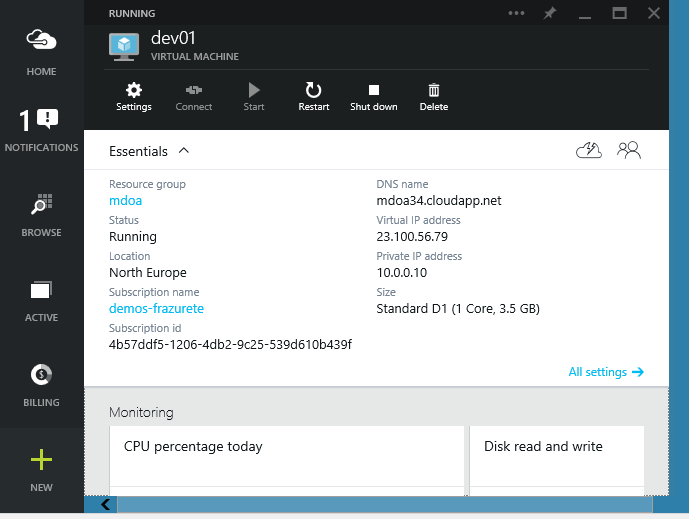 RUNNING
dev01
VIRTUAL MACHINE
Settings
Connect
Start
Restart
Shut down
Delete
HOME
1
NOTIFICATIONS
BROWSE
ACTIVE
BILLING
NEW
Essentials
Resource group
mdoa
Status
Running
Location
North Europe
Subscription name
demos-frazurete
Subscription id
4b57ddf5-1206-4db2-9c25-539d610b439f
DNS name
mdoa34.cloudapp.net
Virtual IP address
23.100.56.79
Private IP address
10.0.0.10
Size
Standard D1 (1 Core, 3.5 GB)
All settings
Monitoring
CPU percentage today
Disk read and write